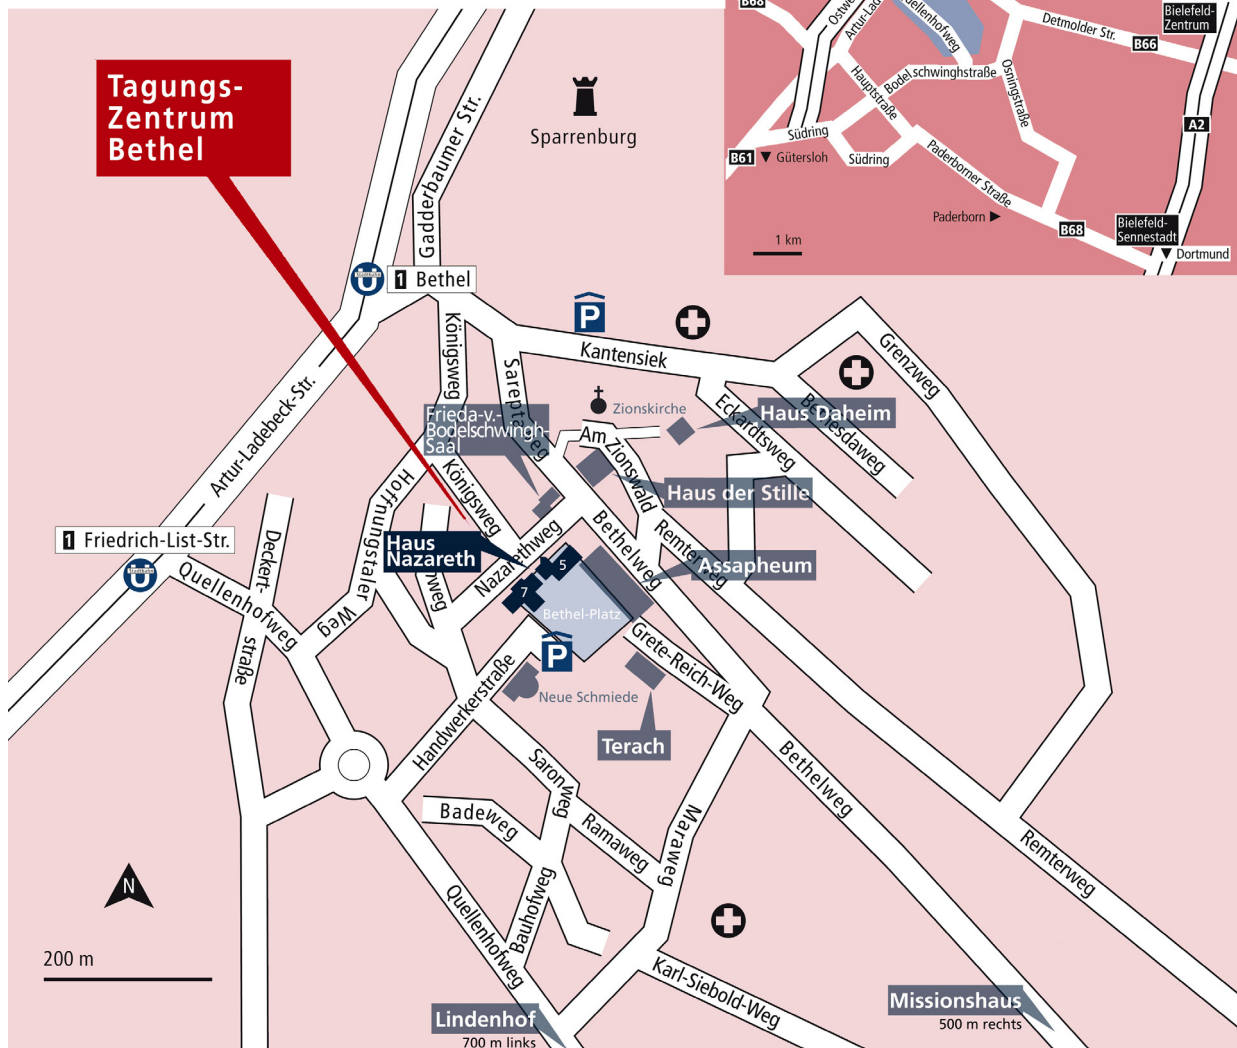 Tagungs-
Zentrum
Bethel
Sparrenburg
Gadderbaumer Str.
1 Bethel
Artur-Ladebeck-Str.
1 Friedrich-List-Str.
Königsweg
Kantensiek
P
Grenzweg
Zionskirche
Haus Daheim
Frieda-v.-
Bodelschwingh-
Saal
Am Zionswald
Eckardtsweg
Haus der Stille
Königsweg
Hoffnungstaler Weg
Haus
Nazareth
Nazarethweg
Bethelweg
Remterweg
Assapheum
5
7
Bethel-Platz
P
Deckert-
straße
Quellenhofweg
Grete-Reich-Weg
Neue Schmiede
Handwerkerstraße
Terach
Saronweg
Bethelweg
Badeweg
Ramaweg
Maraweg
Remterweg
Bauhofweg
Quellenhofweg
N
200 m
Karl-Siebold-Weg
Lindenhof
700 m links
Missionshaus
500 m rechts
B68
Detmolder Str.
B66
Bielefeld-
Zentrum
Bodelschwinghstraße
Hauptstraße
Osningstraße
A2
Südring
B61
Gütersloh
Südring
Paderborner Straße
Paderborn
B68
Bielefeld-
Sennestadt
Dortmund
1 km